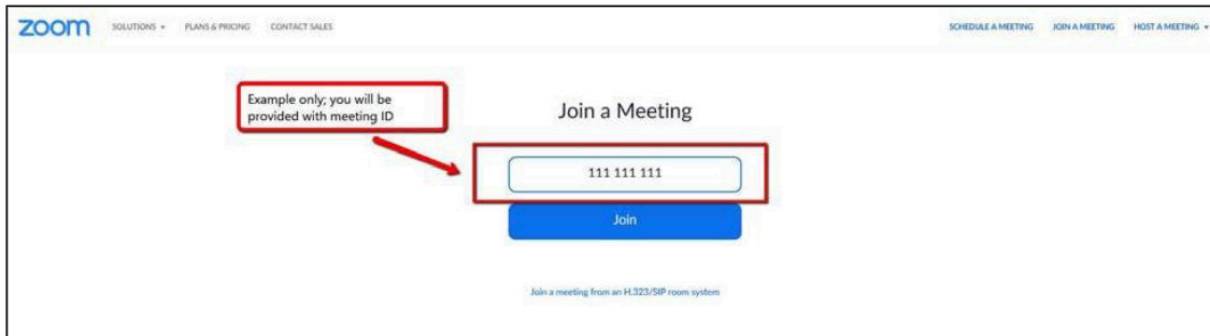 zoom SOLUTIONS PLANS & PRICING CONTACT SALES SCHEDULE A MEETING JOIN A MEETING HOST A MEETING
Example only; you will be
provided with meeting ID
Join a Meeting
111 111 111
Join
Join a meeting from an H.323/SIP room system